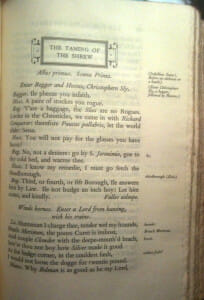 THE TAMING OF
THE SHREW
Actus primus. Scena Prima.
Enter Begger and Hostes, Christophero Sly.
Begger. Ile pheeze you infaith.
Host. A paire of stockes you rogue.
Beg. Y'are a baggage, the Slies are no Rogues.
Looke in the Chronicles, we came in with Richard
Conqueror: therefore Paucas pallabris, let the world
slide: Sessa.
Host. You will not pay for the glasses you haue
burst?
Beg. No, not a deniere: go by S. Jeronimie, goe to
thy cold bed, and warme thee.
Host. I know my remedie, I must go fetch the
Headborough.
Beg. Third, or fourth, or fift Borough, Ile answere
him by Law. Ile not budge an inch boy: Let him
come, and kindly. Falles asleepe.
Winde hornes. Enter a Lord from hunting,
with his traine.
Lo. Huntsman I charge thee, tender wel my hounds,
Brach Meriman, the poore Curre is imbost,
And couple Clowder with the deepe-mouth'd brach,
Saw'st thou not boy how Siluer made it good
At the hedge corner, in the couldest fault,
I would not loose the dogge for twentie pound.
Hunts. Why Belman is as good as he my Lord,